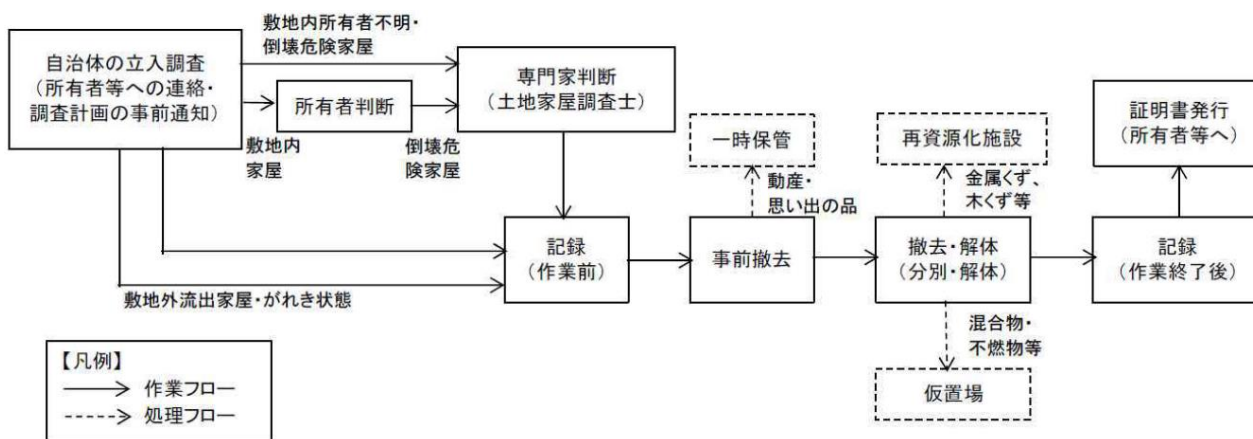 敷地内所有者不明・
倒壊危険家屋
自治体の立入調査
（所有者等への連絡・
調査計画の事前通知）
所有者判断
敷地内
家屋
倒壊危
険家屋
専門家判断
（土地家屋調査士）
一時保管
動産・
思い出の品
再資源化施設
金属くず、
木くず等
証明書発行
（所有者等へ）
記録
（作業前）
事前撤去
撤去・解体
（分別・解体）
記録
（作業終了後）
敷地外流出家屋・がれき状態
混合物・
不燃物等
仮置場
【凡例】
作業フロー
処理フロー